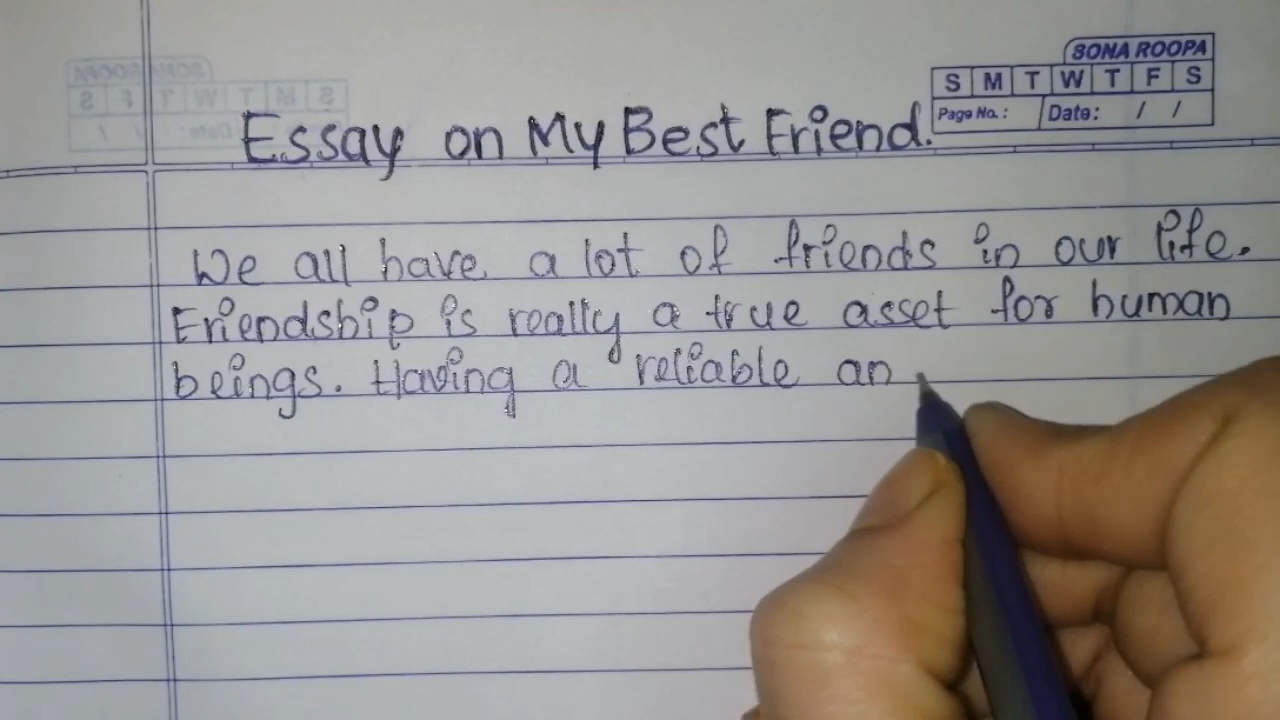 SONA ROOPA
S M T W T F S
Page No.: Date: / /
Essay on My Best Friend.
We all have a lot of friends in our life.
Friendship is really a true asset for human
beings. Having a reliable an